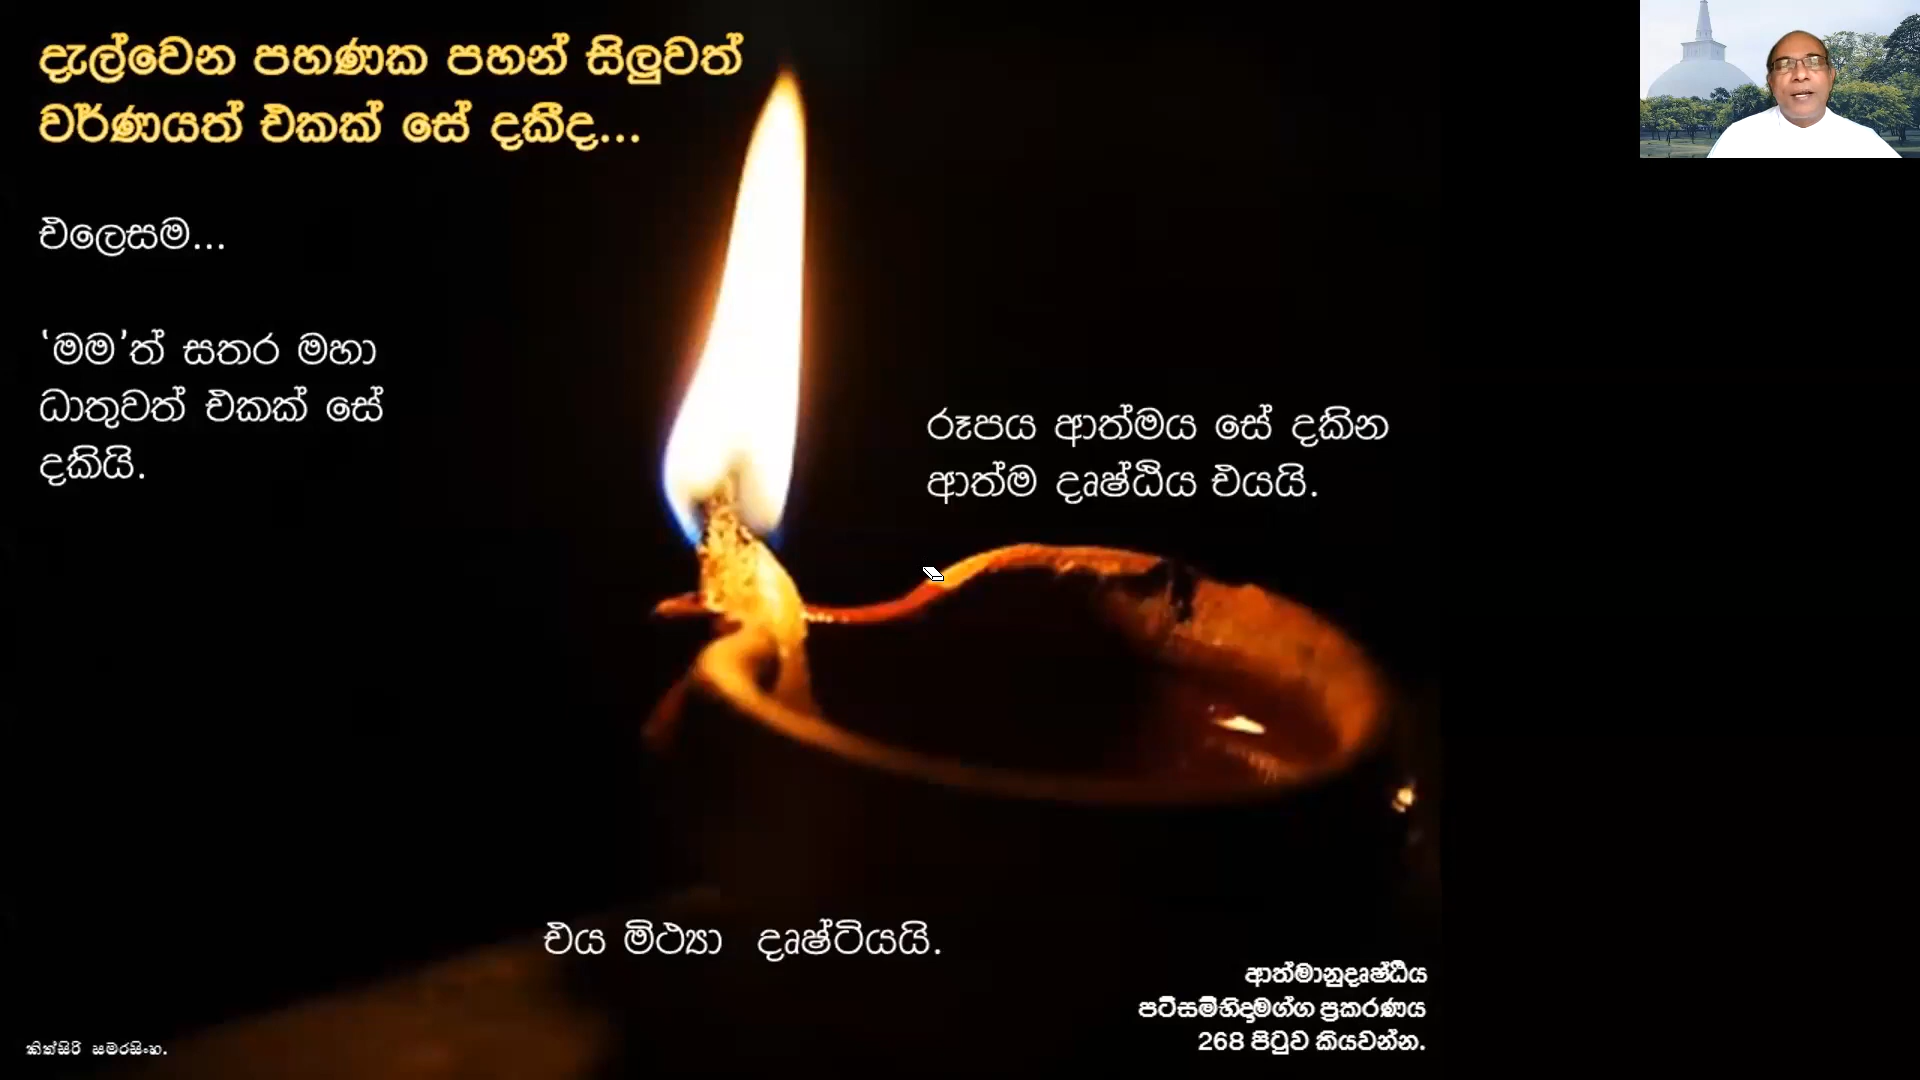 දැල්වෙන පහණක පහන් සිලුවත්
වර්ණයත් එකක් සේ දකීද...
එලෙසම...
‘මම’ත් සතර මහා
ධාතුවත් එකක් සේ
දකියි.
රූපය ආත්මය සේ දකින
ආත්ම දෘෂ්ඨිය එයයි.
එය මිථ්‍යා දෘෂ්ටියයි.
ආත්මානුදෘෂ්ඨිය
පටිසම්භිදාමග්ග ප්‍රකරණය
268 පිටුව කියවන්න.
කිත්සිරි සමරසිංහ.